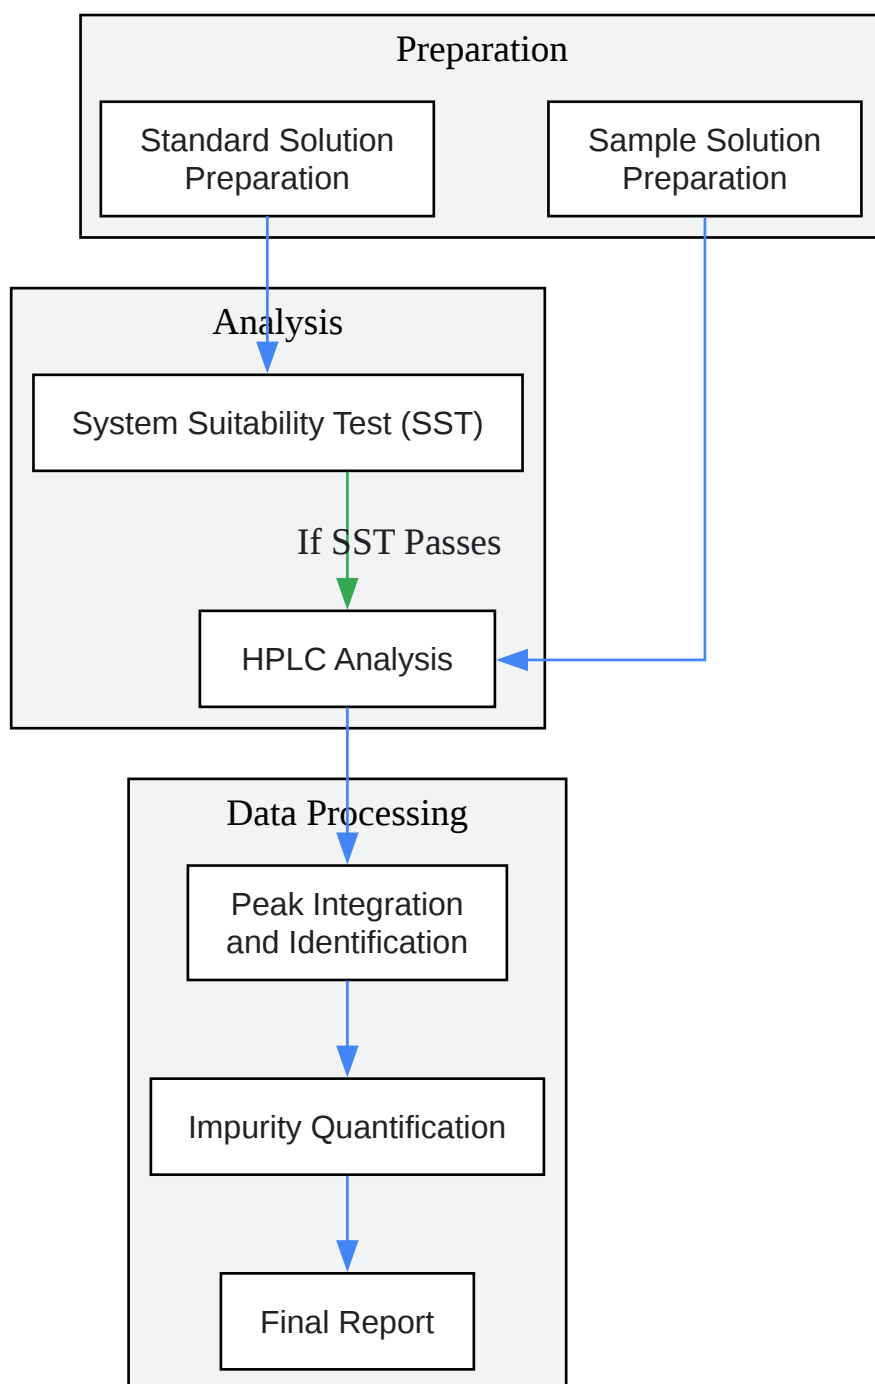 Preparation
Standard Solution
Preparation
Sample Solution
Preparation
Analysis
System Suitability Test (SST)
If SST Passes
HPLC Analysis
Data Processing
Peak Integration
and Identification
Impurity Quantification
Final Report